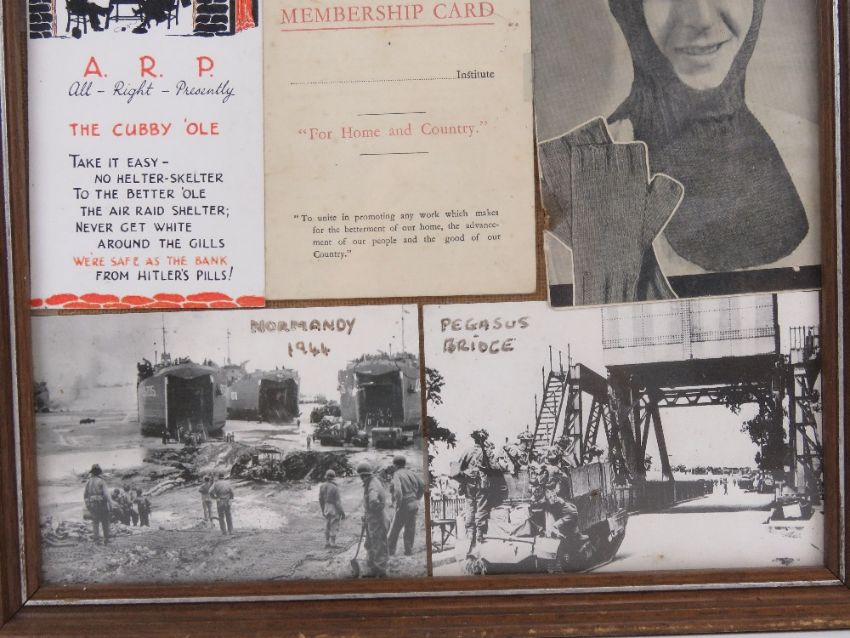 A. R. P.
All - Right - Presently
THE CUBBY 'OLE
TAKE IT EASY -
NO HELTER-SKELTER
TO THE BETTER 'OLE
THE AIR RAID SHELTER;
NEVER GET WHITE
AROUND THE GILLS
WE'RE SAFE AS THE BANK
FROM HITLER'S PILLS!
MEMBERSHIP CARD
Institute
"For Home and Country."
"To unite in promoting any work which makes
for the betterment of our home, the advance-
ment of our people and the good of our
Country."
NORMANDY
1944
PEGASUS
BRIDGE